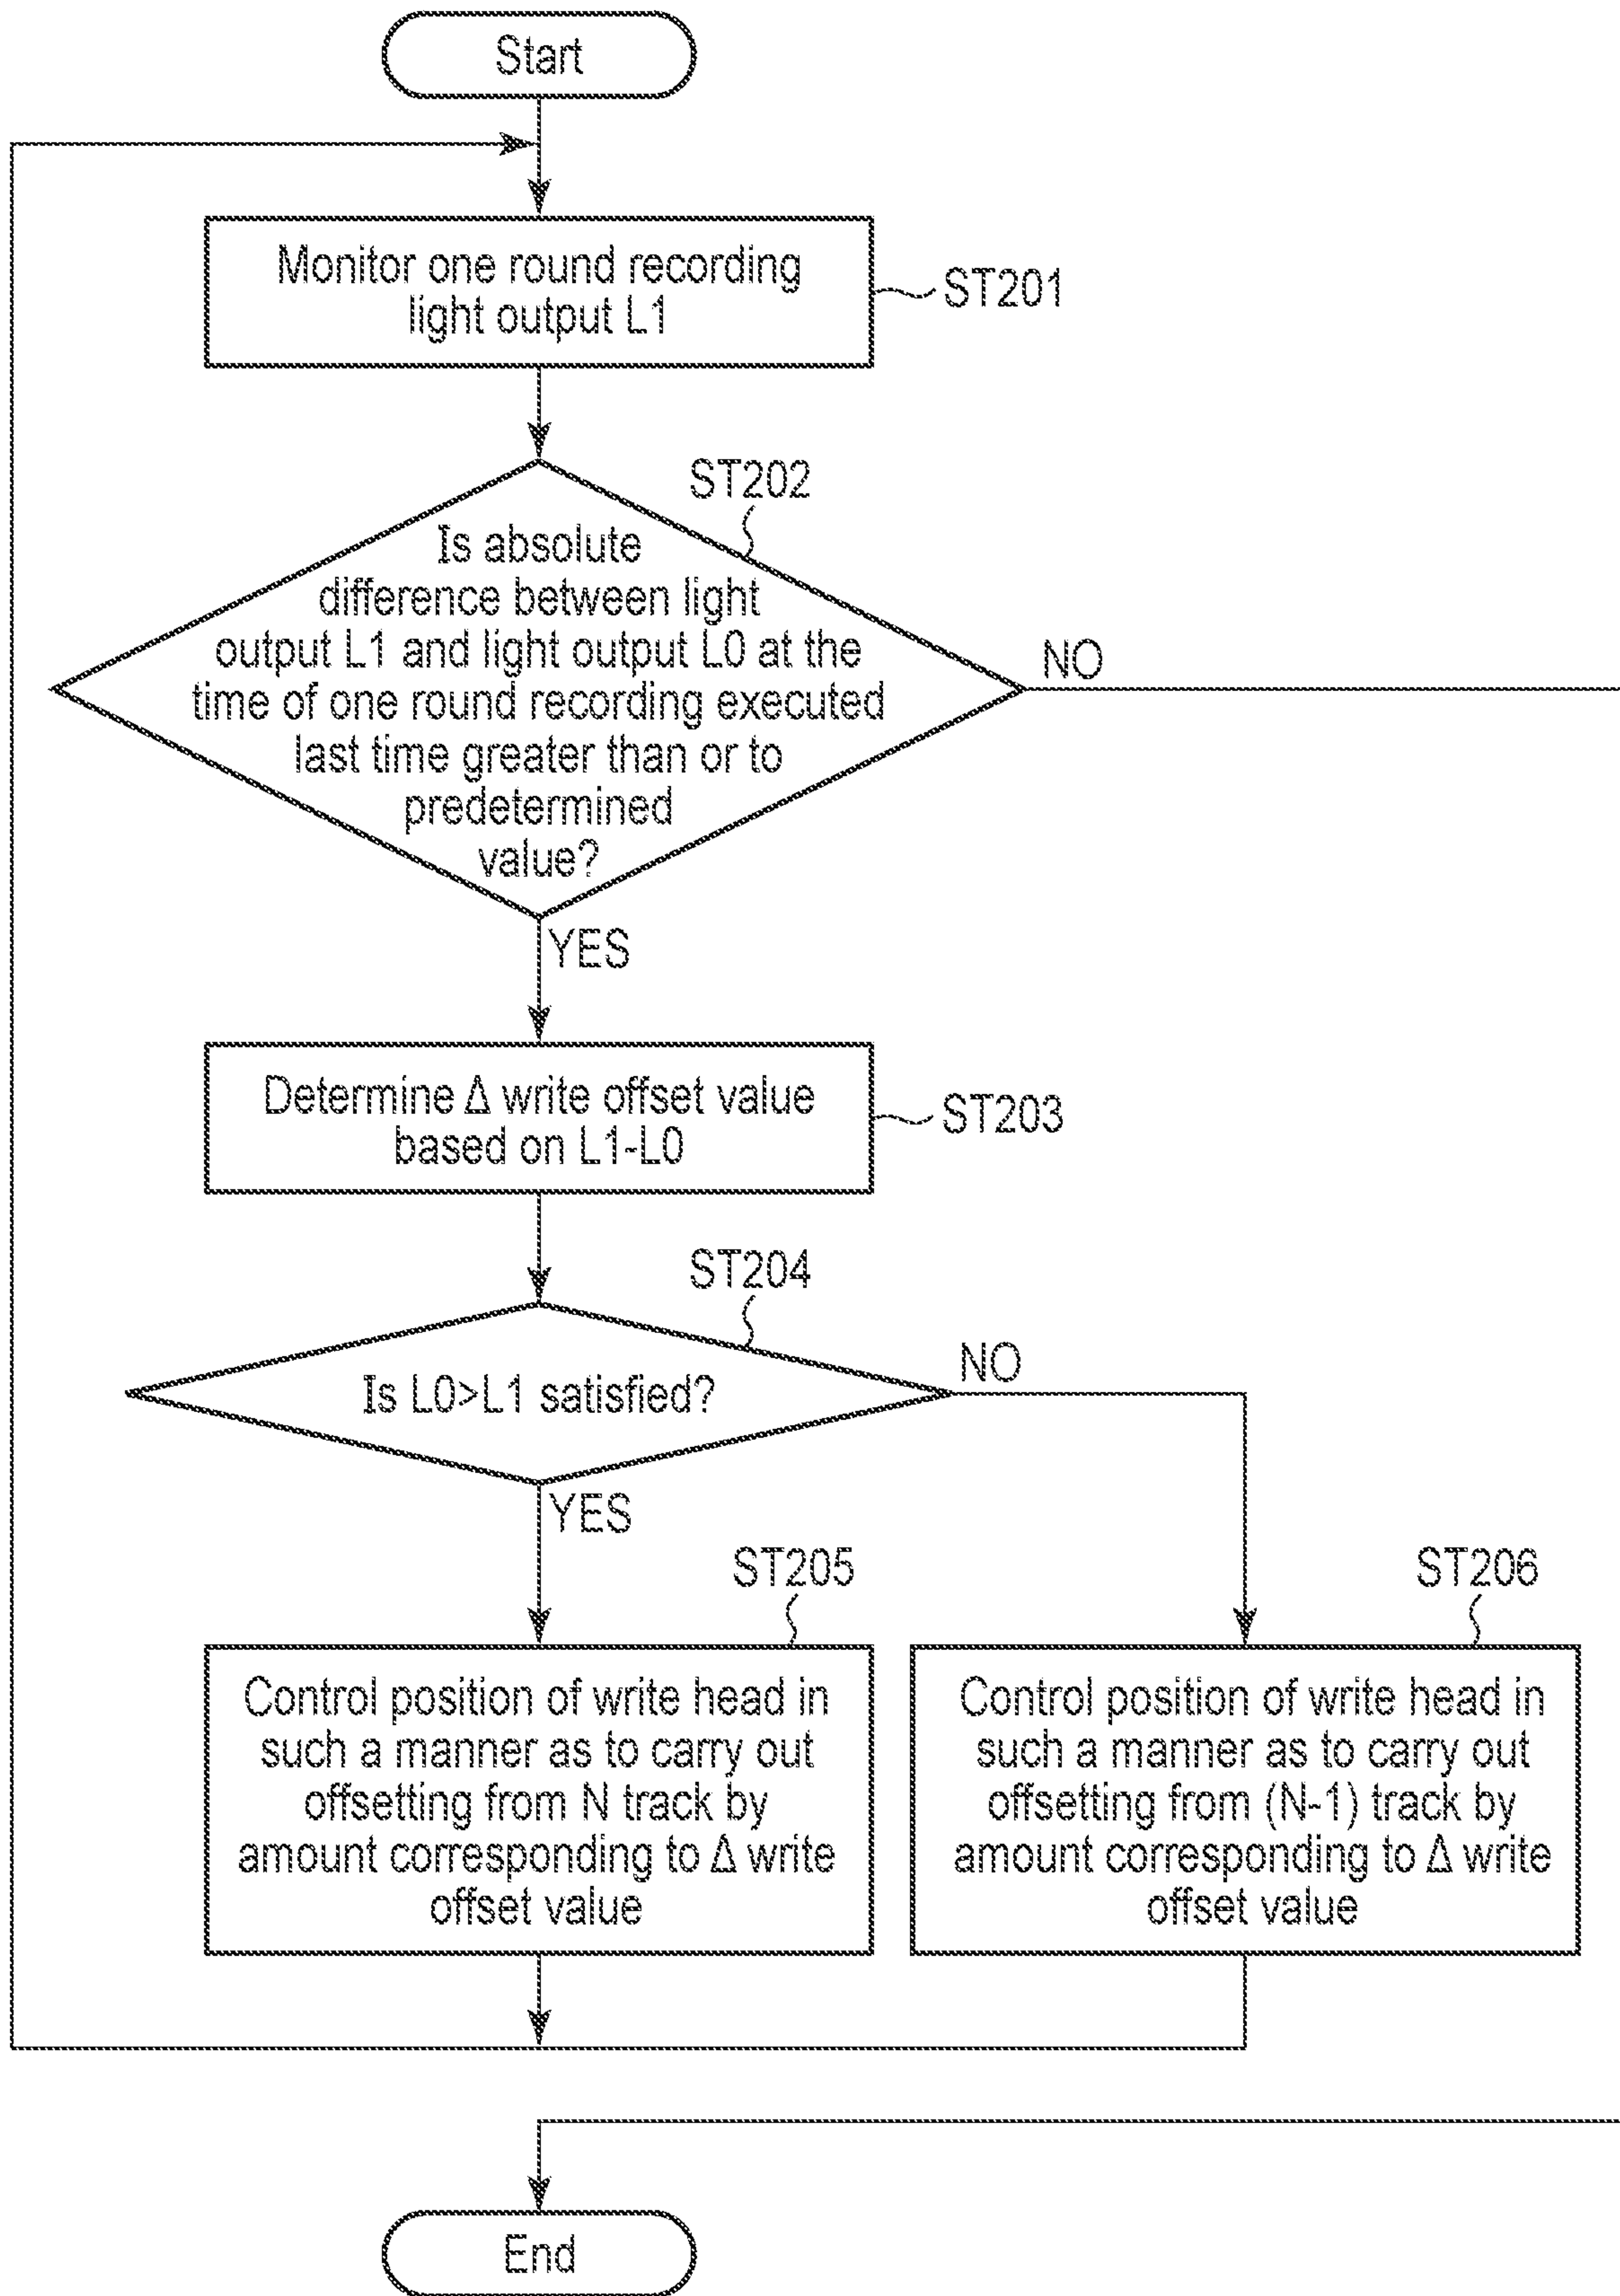 Start
Monitor one round recording
light output L1
ST201
ST202
Is absolute
difference between light
output L1 and light output L0 at the
time of one round recording executed
last time greater than or to
predetermined
value?
NO
YES
Determine Δ write offset value
based on L1-L0
ST203
ST204
Is L0>L1 satisfied?
NO
YES
ST205
Control position of write head in
such a manner as to carry out
offsetting from N track by
amount corresponding to Δ write
offset value
ST206
Control position of write head in
such a manner as to carry out
offsetting from (N-1) track by
amount corresponding to Δ write
offset value
End